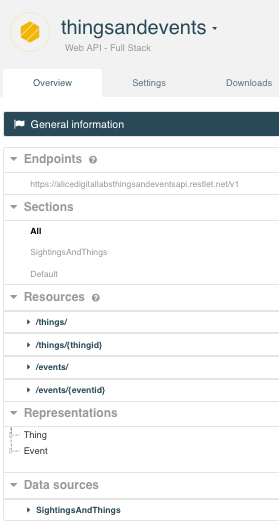 thingsandevents
Web API - Full Stack
Overview Settings Downloads
General information
Endpoints ?
https://alicedigitallabsthingsandeventsapi.restlet.net/v1
Sections
All
SightingsAndThings
Default
Resources ?
/things/
/things/{thingid}
/events/
/events/{eventid}
Representations
Thing
Event
Data sources
SightingsAndThings